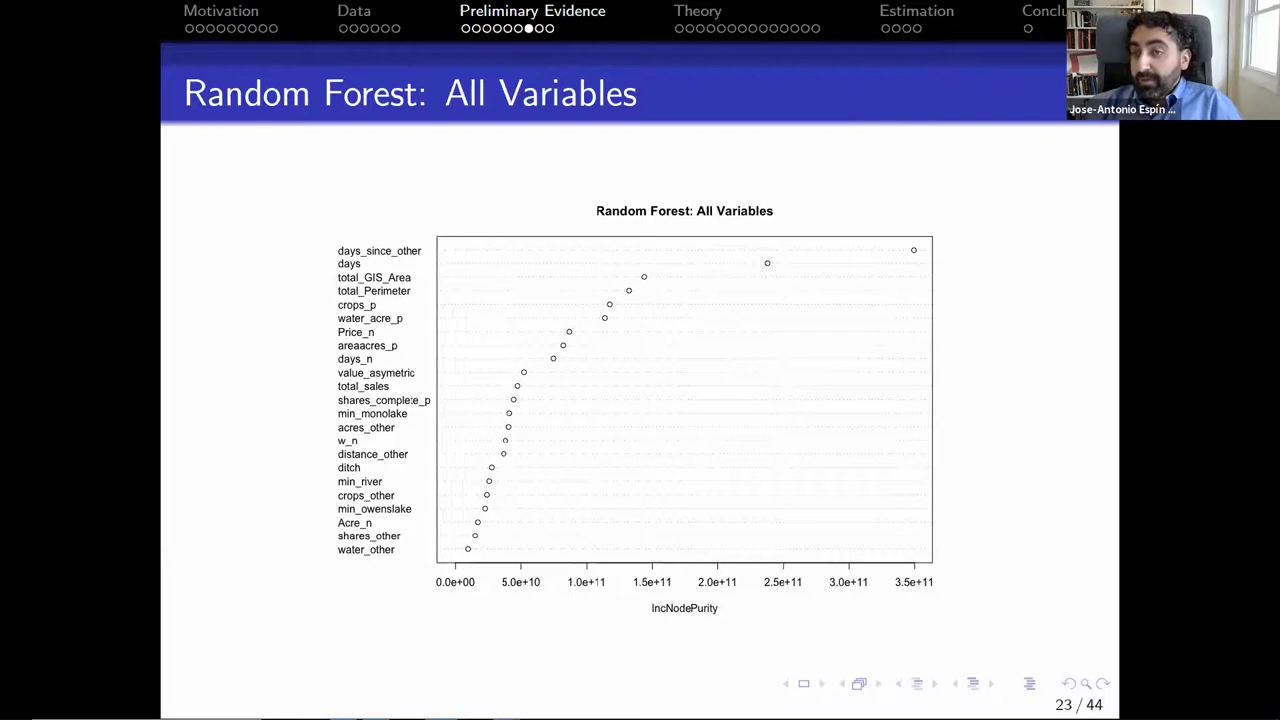 Motivation Data Preliminary Evidence Theory Estimation Conclu
Jose-Antonio Espín ...
Random Forest: All Variables
Random Forest: All Variables
days_since_other
days
total_GIS_Area
total_Perimeter
crops_p
water_acre_p
Price_n
areaacres_p
days_n
value_asymetric
total_sales
shares_complete_p
min_monolake
acres_other
w_n
distance_other
ditch
min_river
crops_other
min_owenslake
Acre_n
shares_other
water_other
0.0e+00 5.0e+10 1.0e+11 1.5e+11 2.0e+11 2.5e+11 3.0e+11 3.5e+11
IncNodePurity
23 / 44